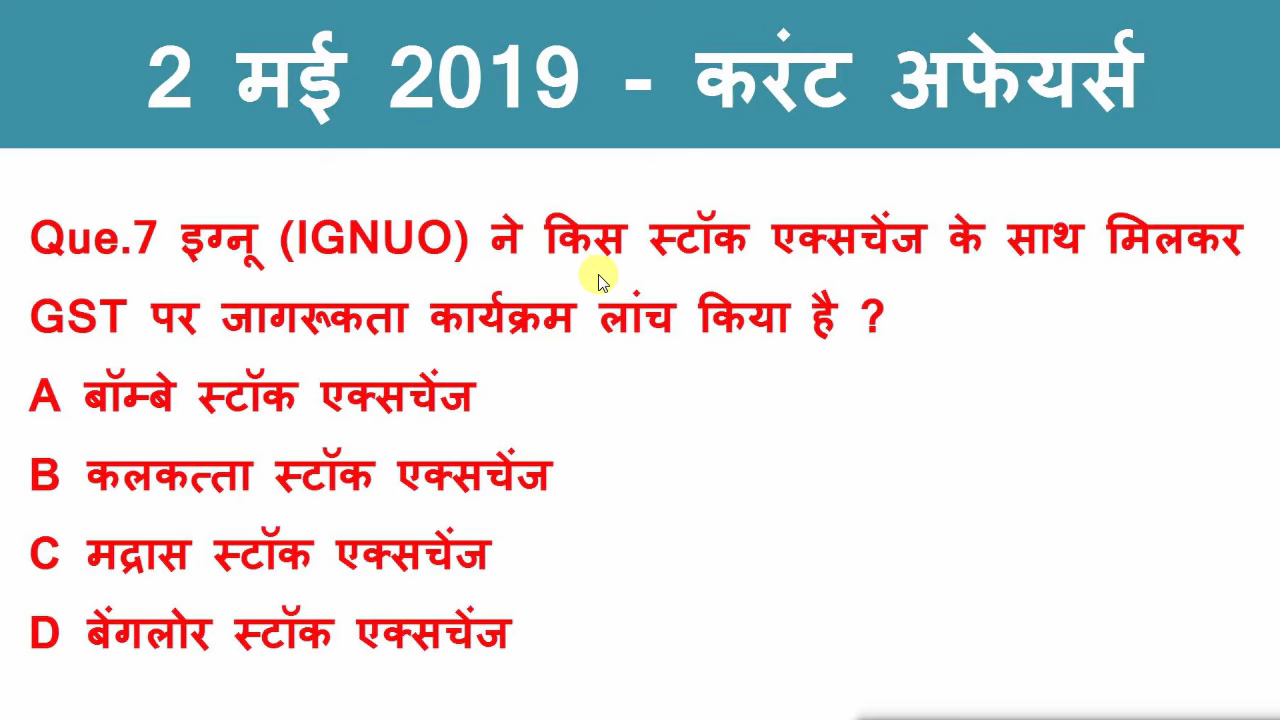 2 मई 2019 - करंट अफेयर्स
Que.7 इग्नू (IGNUO) ने किस स्टॉक एक्सचेंज के साथ मिलकर
GST पर जागरूकता कार्यक्रम लांच किया है ?
A बॉम्बे स्टॉक एक्सचेंज
B कलकत्ता स्टॉक एक्सचेंज
C मद्रास स्टॉक एक्सचेंज
D बेंगलोर स्टॉक एक्सचेंज